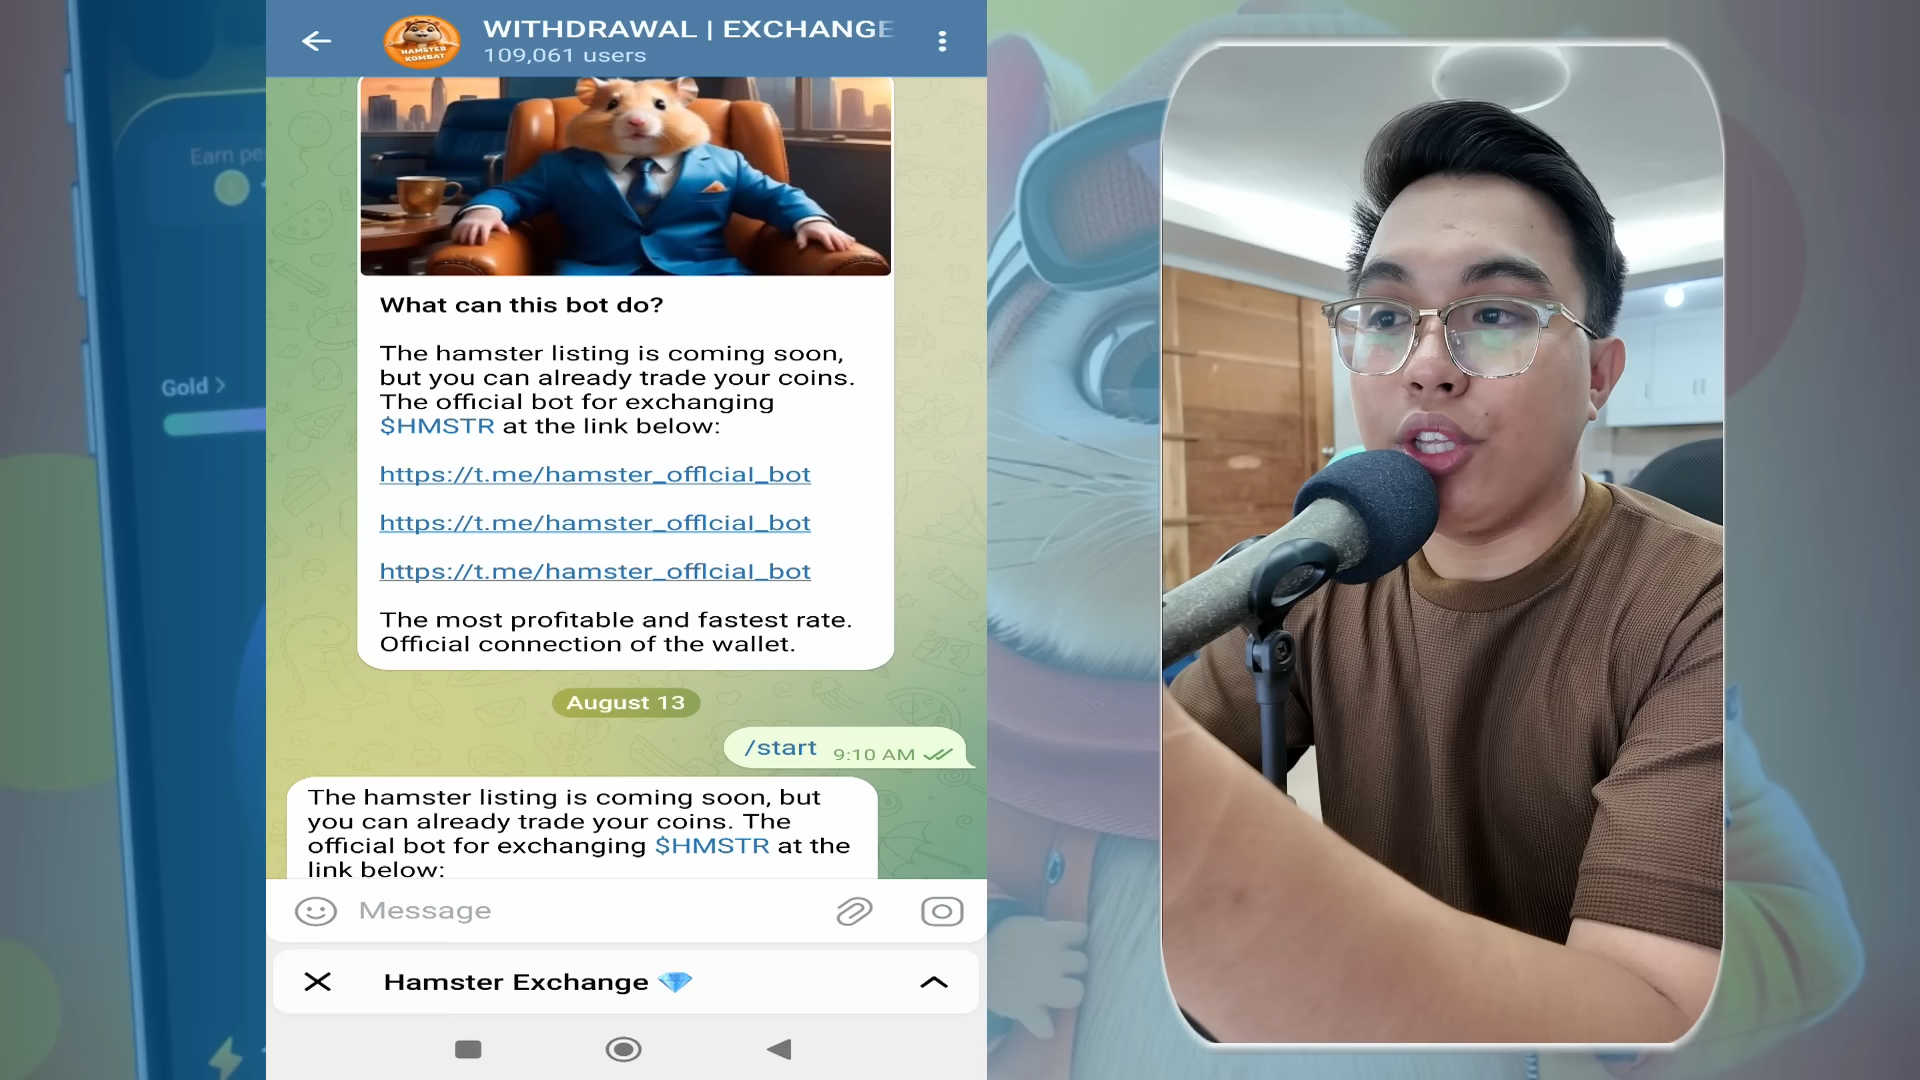 WITHDRAWAL | EXCHANGE
109,061 users
HAMSTER
KOMBAT
What can this bot do?
The hamster listing is coming soon,
but you can already trade your coins.
The official bot for exchanging
$HMSTR at the link below:
https://t.me/hamster_offlcial_bot
https://t.me/hamster_offlcial_bot
https://t.me/hamster_offlcial_bot
The most profitable and fastest rate.
Official connection of the wallet.
August 13
/start 9:10 AM
The hamster listing is coming soon, but
you can already trade your coins. The
official bot for exchanging $HMSTR at the
link below:
Message
Hamster Exchange 💎
Earn pe
Gold >